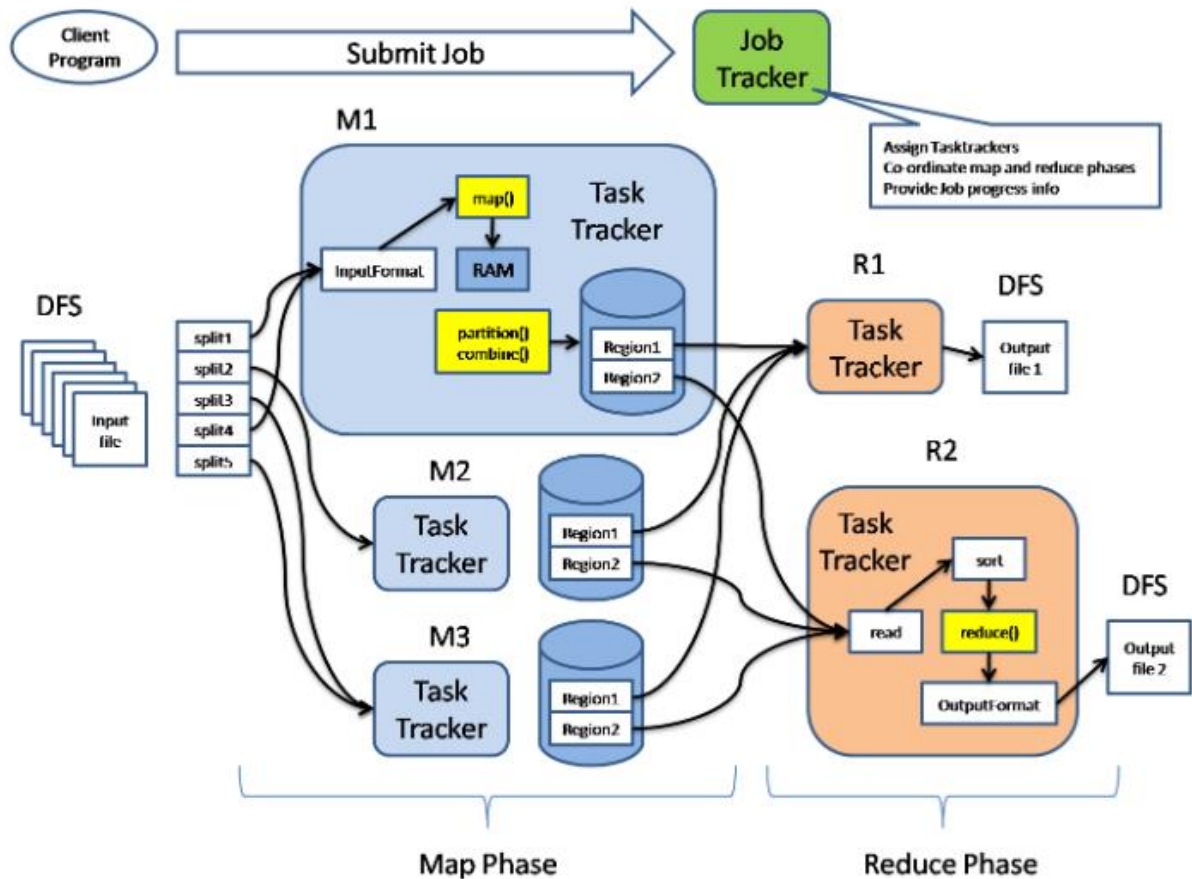 Client
Program
Submit Job
Job
Tracker
Assign Tasktrackers
Co-ordinate map and reduce phases
Provide Job progress info
M1
Task
Tracker
map()
InputFormat
RAM
partition()
combine()
Region1
Region2
DFS
Input
file
split1
split2
split3
split4
split5
M2
Task
Tracker
Region1
Region2
M3
Task
Tracker
Region1
Region2
R1
Task
Tracker
DFS
Output
file 1
R2
Task
Tracker
sort
read
reduce()
OutputFormat
DFS
Output
file 2
Map Phase
Reduce Phase